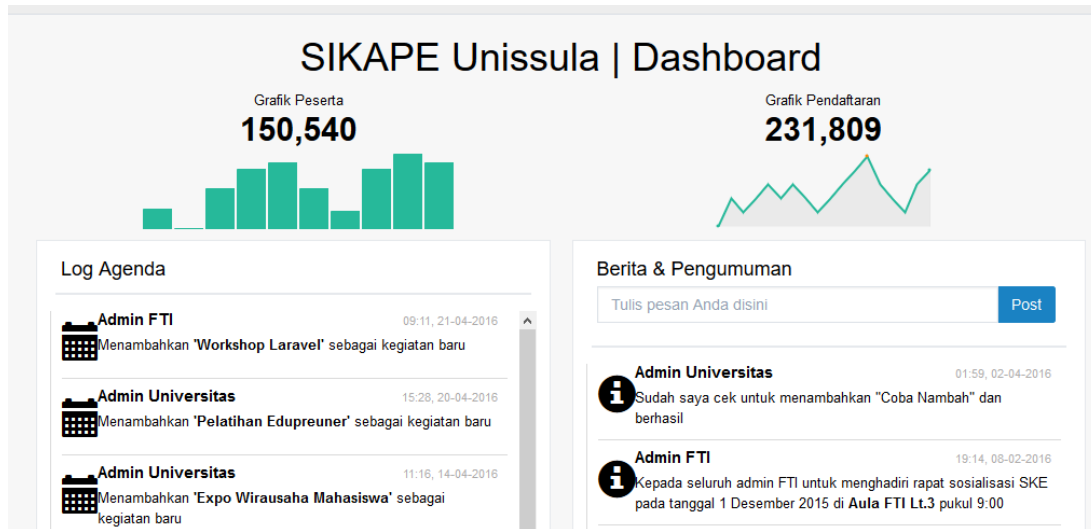 SIKAPE Unissula | Dashboard
Grafik Peserta
150,540
Grafik Pendaftaran
231,809
Log Agenda
Admin FTI 09:11, 21-04-2016
Menambahkan 'Workshop Laravel' sebagai kegiatan baru
Admin Universitas 15:28, 20-04-2016
Menambahkan 'Pelatihan Edupreuner' sebagai kegiatan baru
Admin Universitas 11:16, 14-04-2016
Menambahkan 'Expo Wirausaha Mahasiswa' sebagai
kegiatan baru
Berita & Pengumuman
Tulis pesan Anda disini Post
Admin Universitas 01:59, 02-04-2016
Sudah saya cek untuk menambahkan "Coba Nambah" dan
berhasil
Admin FTI 19:14, 08-02-2016
Kepada seluruh admin FTI untuk menghadiri rapat sosialisasi SKE
pada tanggal 1 Desember 2015 di Aula FTI Lt.3 pukul 9:00